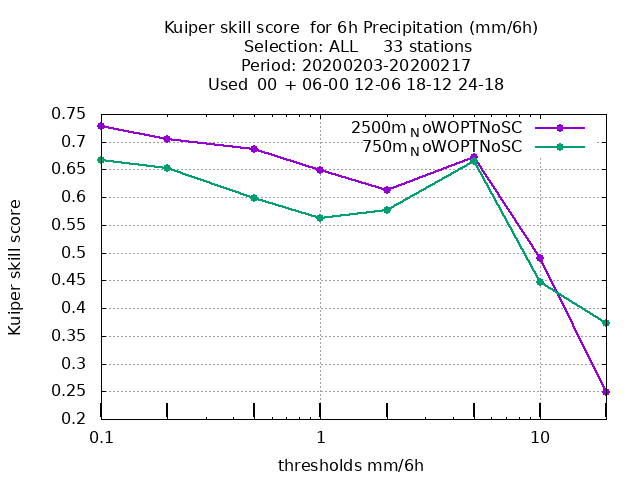 Kuiper skill score  for 6h Precipitation (mm/6h)
Selection: ALL     33 stations
Period: 20200203-20200217
Used  00 + 06-00 12-06 18-12 24-18
2500m_NoWOPTNoSC
750m_NoWOPTNoSC
0.75
0.7
0.65
0.6
0.55
0.5
0.45
0.4
0.35
0.3
0.25
0.2
Kuiper skill score
0.1 1 10
thresholds mm/6h